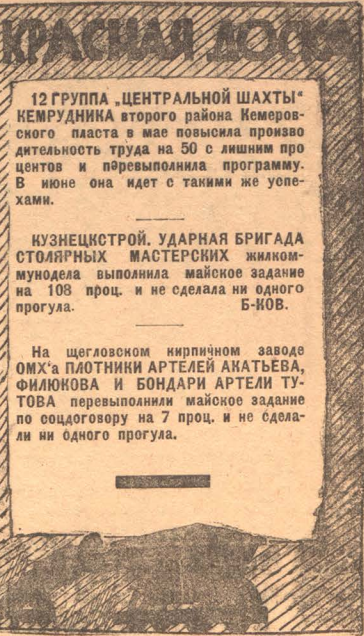 КРАСНАЯ ДОСКА
12 ГРУППА „ЦЕНТРАЛЬНОЙ ШАХТЫ“
КЕМРУДНИКА второго района Кемеров-
ского пласта в мае повысила произво
дительность труда на 50 с лишним про
центов и перевыполнила программу.
В июне она идет с такими же успе-
хами.
КУЗНЕЦКСТРОЙ. УДАРНАЯ БРИГАДА
СТОЛЯРНЫХ МАСТЕРСКИХ жилком-
мунодела выполнила майское задание
на 108 проц. и не сделала ни одного
прогула. Б-КОВ.
На щегловском кирпичном заводе
ОМХ‘а ПЛОТНИКИ АРТЕЛЕЙ АКАТЬЕВА,
ФИЛЮКОВА И БОНДАРИ АРТЕЛИ ТУ-
ТОВА перевыполнили майское задание
по соцдоговору на 7 проц. и не сдела-
ли ни одного прогула.